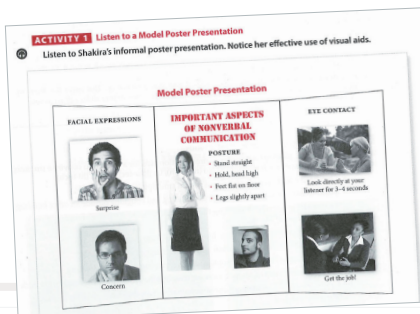 ACTIVITY 1 Listen to a Model Poster Presentation
Listen to Shakira's informal poster presentation. Notice her effective use of visual aids.
Model Poster Presentation
FACIAL EXPRESSIONS
Surprise
Concern
IMPORTANT ASPECTS
OF NONVERBAL
COMMUNICATION
POSTURE
• Stand straight
• Hold, head high
• Feet flat on floor
• Legs slightly apart
EYE CONTACT
Look directly at your
listener for 3–4 seconds
Get the job!